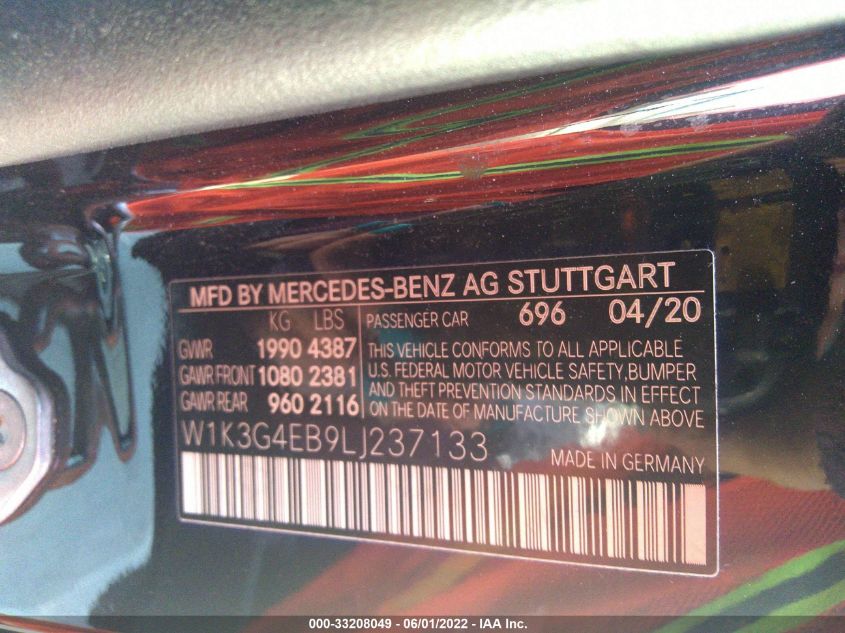 MFD BY MERCEDES-BENZ AG STUTTGART
KG LBS
GVWR 1990 4387
GAWR FRONT 1080 2381
GAWR REAR 960 2116
PASSENGER CAR 696 04/20
THIS VEHICLE CONFORMS TO ALL APPLICABLE
U.S. FEDERAL MOTOR VEHICLE SAFETY, BUMPER
AND THEFT PREVENTION STANDARDS IN EFFECT
ON THE DATE OF MANUFACTURE SHOWN ABOVE
W1K3G4EB9LJ237133
MADE IN GERMANY
000-33208049 - 06/01/2022 - IAA Inc.